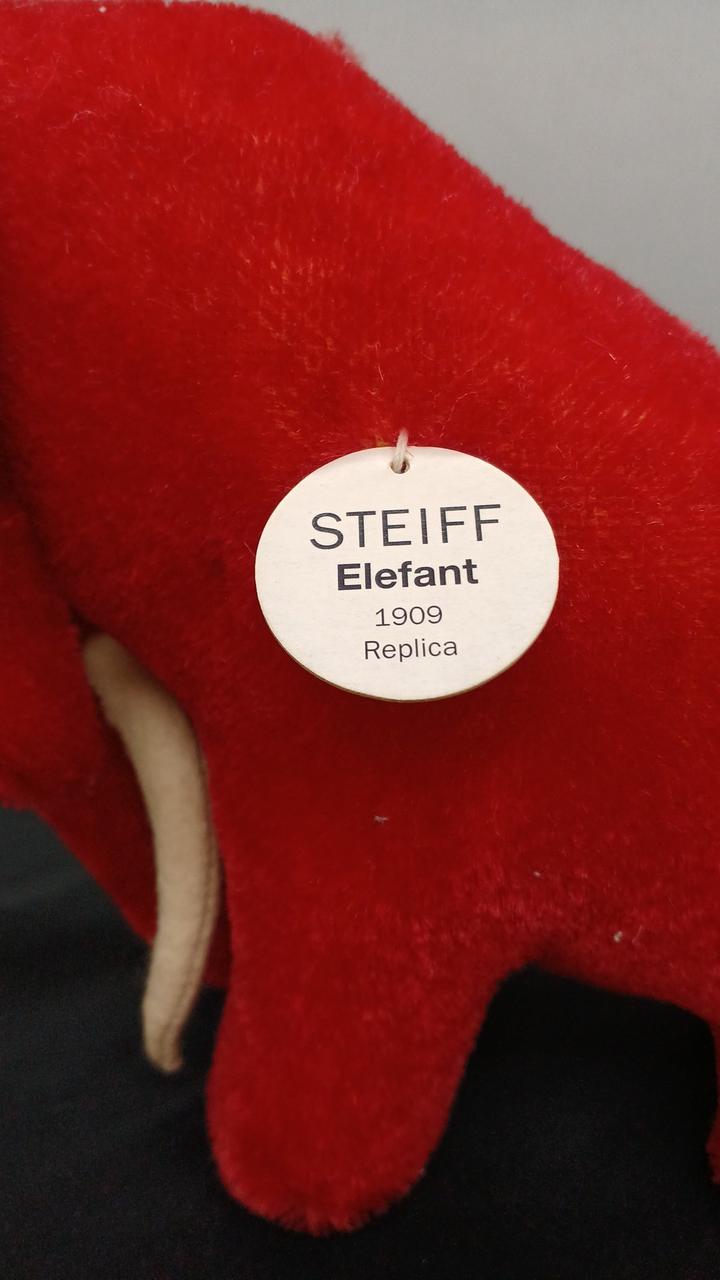 STEIFF
Elefant
1909
Replica